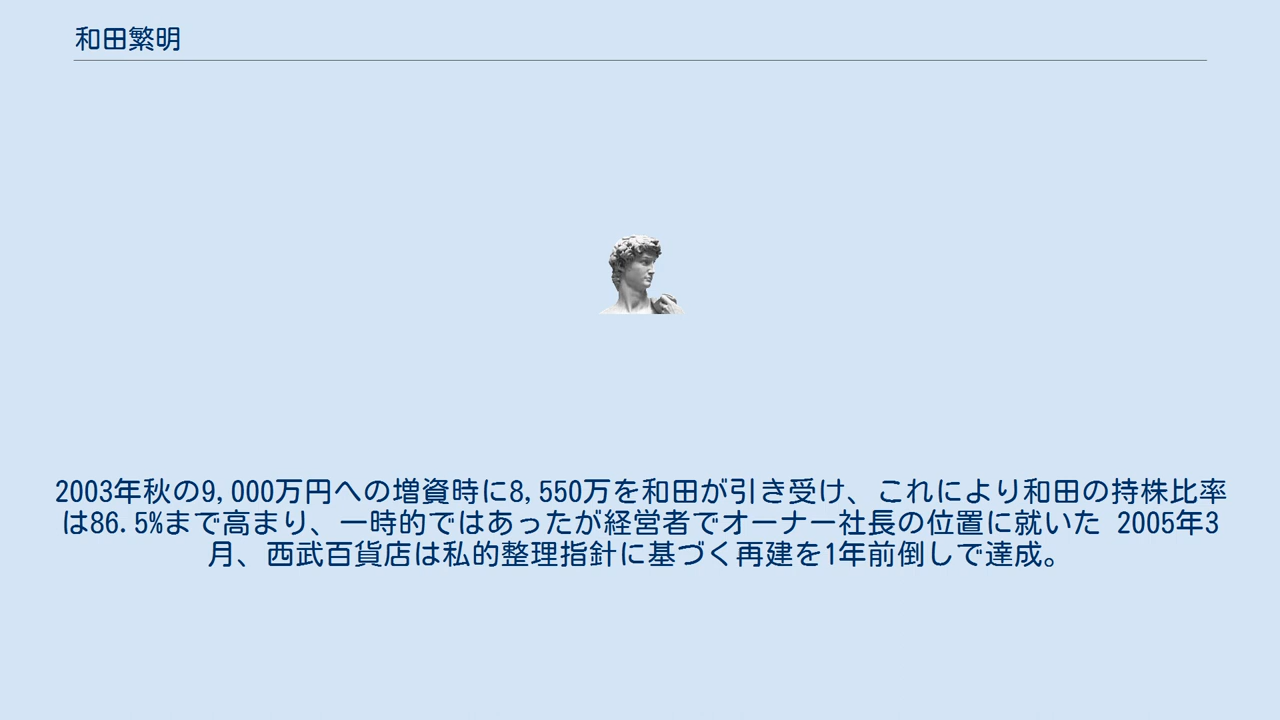 和田繁明
2003年秋の9,000万円への増資時に8,550万を和田が引き受け、これにより和田の持株比率
は86.5%まで高まり、一時的ではあったが経営者でオーナー社長の位置に就いた 2005年3
月、西武百貨店は私的整理指針に基づく再建を1年前倒しで達成。